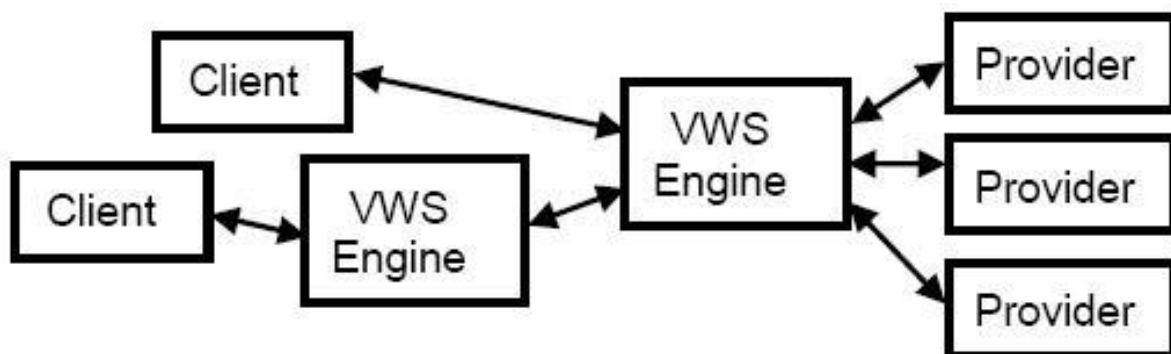 Client
Provider
VWS
Engine
Provider
Client
VWS
Engine
Provider